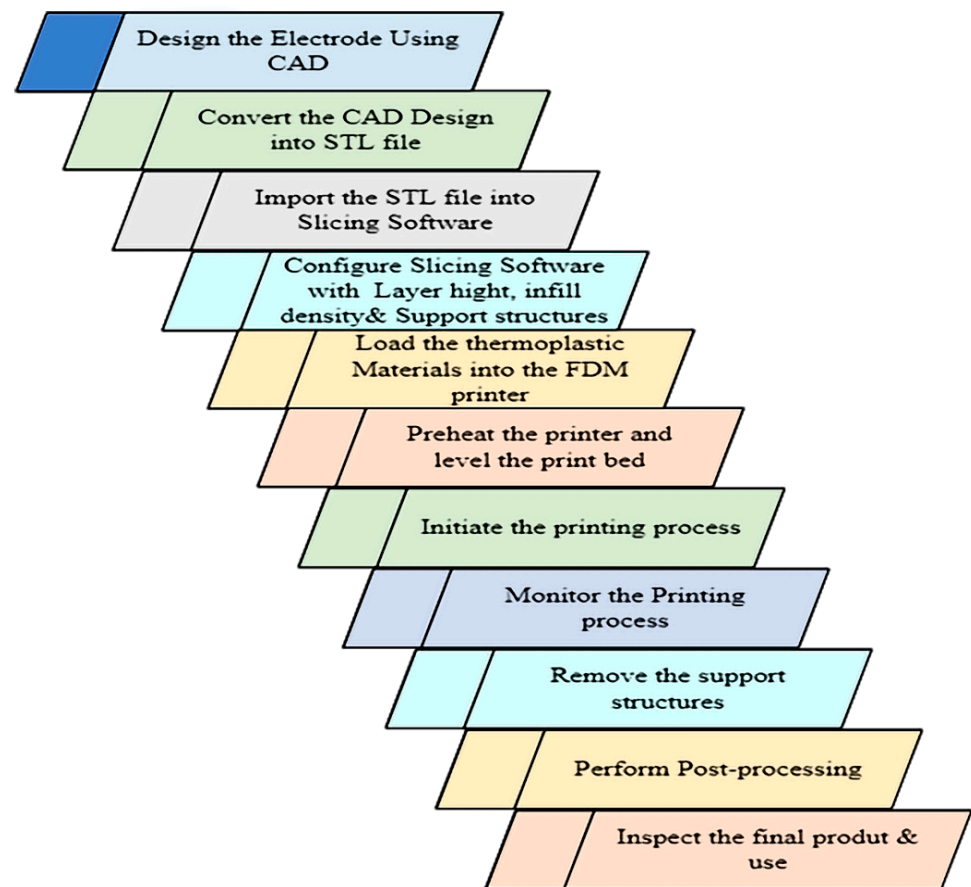 Design the Electrode Using
CAD
Convert the CAD Design
into STL file
Import the STL file into
Slicing Software
Configure Slicing Software
with Layer hight, infill
density& Support structures
Load the thermoplastic
Materials into the FDM
printer
Preheat the printer and
level the print bed
Initiate the printing process
Monitor the Printing
process
Remove the support
structures
Perform Post-processing
Inspect the final produt &
use